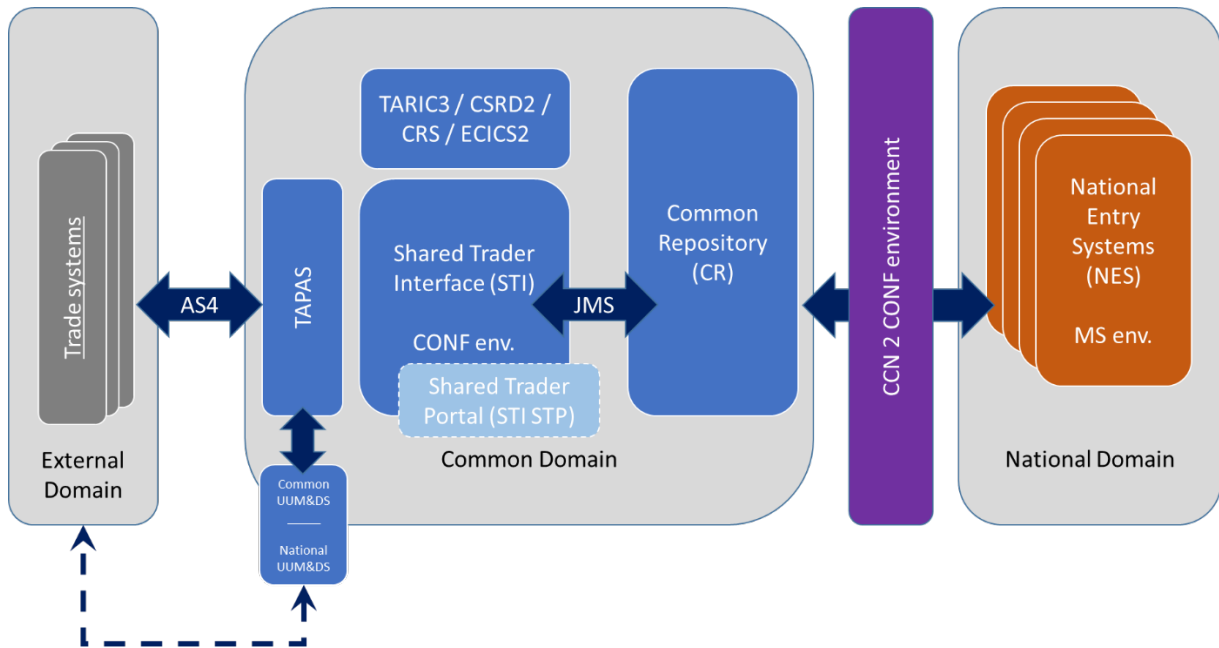 Trade systems
External
Domain
AS4
TAPAS
TARIC3 / CSRD2 /
CRS / ECICS2
Shared Trader
Interface (STI)
CONF env.
Shared Trader
Portal (STI STP)
JMS
Common
Repository
(CR)
Common Domain
Common
UUM&DS
National
UUM&DS
CCN 2 CONF environment
National
Entry
Systems
(NES)
MS env.
National Domain